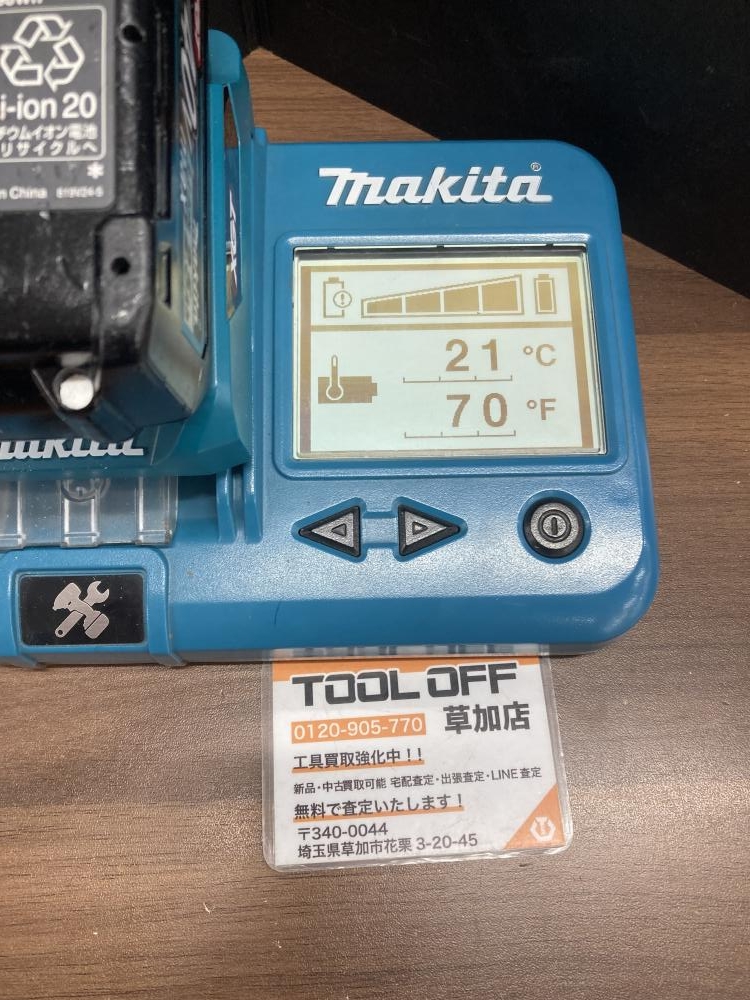 i-ion 20
チウムイオン電池
リサイクルへ
n China 819V24-5
makita
®
21 °C
70 °F
TOOL OFF
0120-905-770 草加店
工具買取強化中！！
新品・中古買取可能 宅配査定・出張査定・LINE査定
無料で査定いたします！
〒340-0044
埼玉県草加市花栗 3-20-45